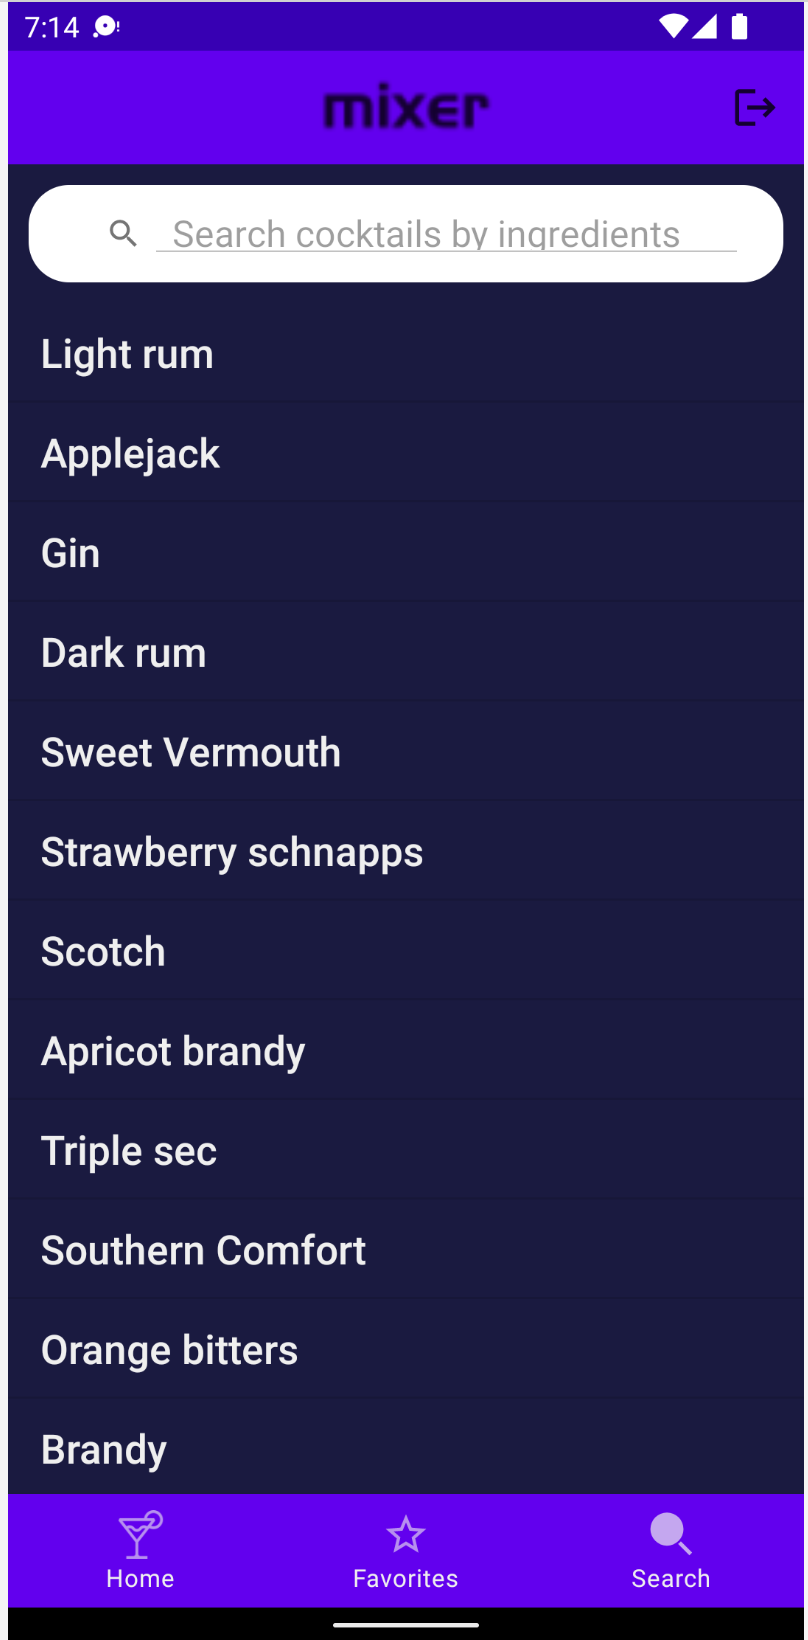 7:14
mixer
Search cocktails by ingredients
Light rum
Applejack
Gin
Dark rum
Sweet Vermouth
Strawberry schnapps
Scotch
Apricot brandy
Triple sec
Southern Comfort
Orange bitters
Brandy
Home Favorites Search